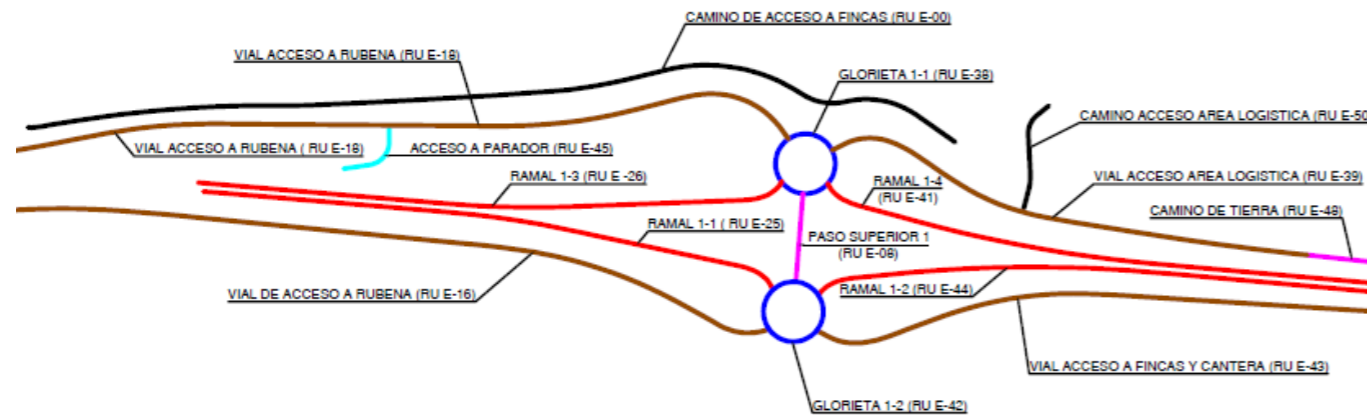 CAMINO DE ACCESO A FINCAS (RU E-00)
VIAL ACCESO A RUBENA (RU E-18)
GLORIETA 1-1 (RU E-38)
CAMINO ACCESO AREA LOGISTICA (RU E-50
VIAL ACCESO A RUBENA ( RU E-18)
ACCESO A PARADOR (RU E-45)
RAMAL 1-3 (RU E -26)
RAMAL 1-4
(RU E-41)
VIAL ACCESO AREA LOGISTICA (RU E-39)
CAMINO DE TIERRA (RU E-48)
RAMAL 1-1 ( RU E-25)
PASO SUPERIOR 1
(RU E-08)
VIAL DE ACCESO A RUBENA (RU E-16)
RAMAL 1-2 (RU E-44)
VIAL ACCESO A FINCAS Y CANTERA (RU E-43)
GLORIETA 1-2 (RU E-42)